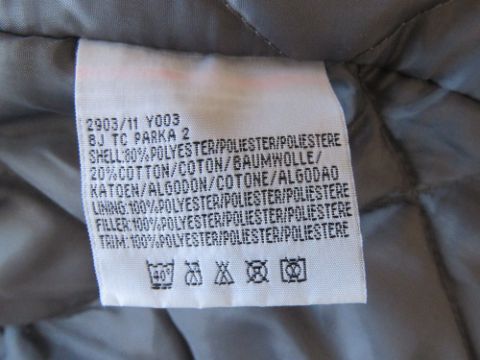 2903/11 Y003
BJ TC PARKA 2
SHELL:80%POLYESTER/POLIESTER/POLIESTERE
20%COTTON/COTON/BAUMWOLLE/
KATOEN/ALGODON/COTONE/ALGODAO
LINING:100%POLYESTER/POLIESTER/POLIESTERE
FILLER:100%POLYESTER/POLIESTER/POLIESTERE
TRIM:100%POLYESTER/POLIESTER/POLIESTERE
40°